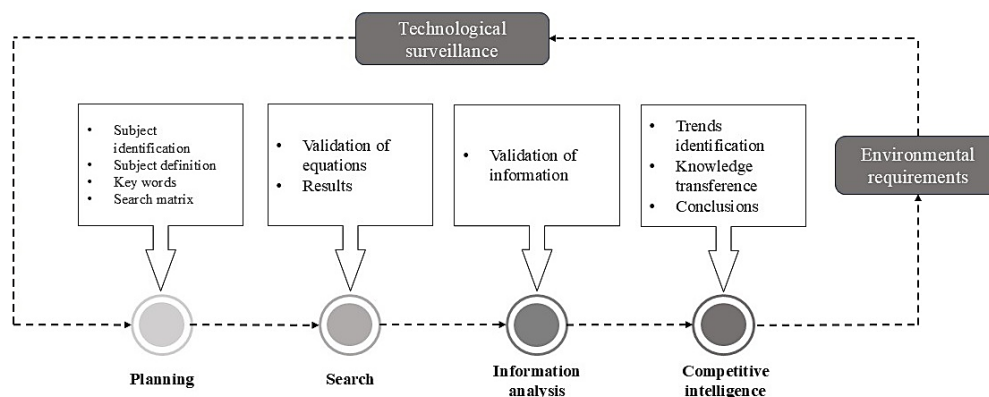 Technological
surveillance
• Subject
identification
• Subject definition
• Key words
• Search matrix
• Validation of
equations
• Results
• Validation of
information
• Trends
identification
• Knowledge
transference
• Conclusions
Environmental
requirements
Planning
Search
Information
analysis
Competitive
intelligence